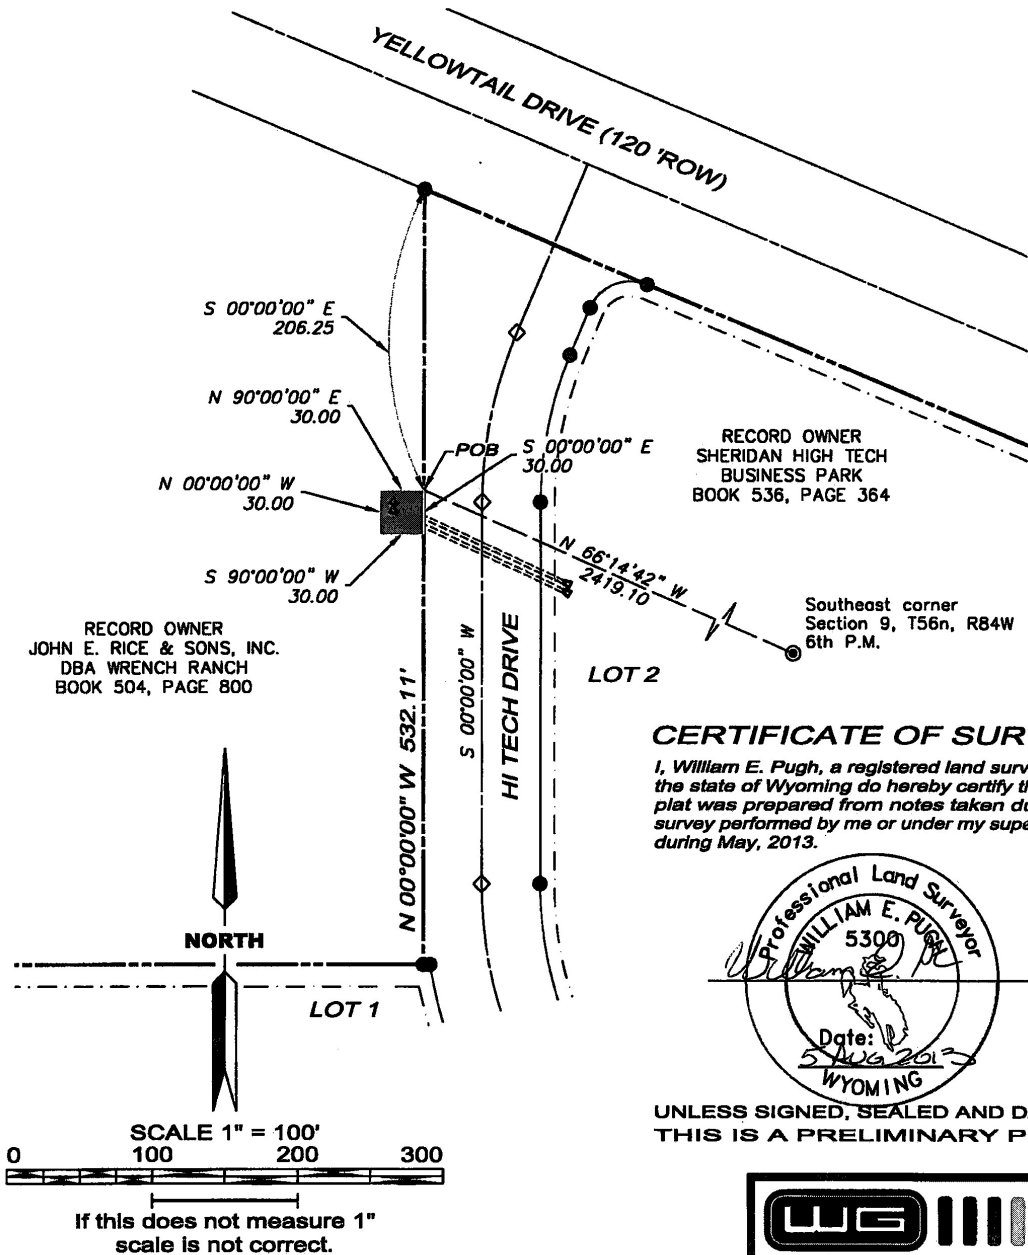 YELLOWTAIL DRIVE (120 'ROW)
S 00°00'00" E
206.25
N 90°00'00" E
30.00
POB
S 00°00'00" E
30.00
N 00°00'00" W
30.00
S 90°00'00" W
30.00
RECORD OWNER
SHERIDAN HIGH TECH
BUSINESS PARK
BOOK 536, PAGE 364
N 66°14'42" W
2419.10
Southeast corner
Section 9, T56n, R84W
6th P.M.
RECORD OWNER
JOHN E. RICE & SONS, INC.
DBA WRENCH RANCH
BOOK 504, PAGE 800
LOT 2
N 00°00'00" W 532.11'
S 00°00'00" W
HI TECH DRIVE
CERTIFICATE OF SUR
I, William E. Pugh, a registered land surv
the state of Wyoming do hereby certify th
plat was prepared from notes taken du
survey performed by me or under my supe
during May, 2013.
Professional Land Surveyor
WILLIAM E. PUGH
5300
William E. Pugh
Date:
5 AUG 2013
WYOMING
NORTH
LOT 1
UNLESS SIGNED, SEALED AND DA
THIS IS A PRELIMINARY P
SCALE 1" = 100'
0 100 200 300
If this does not measure 1"
scale is not correct.
WG